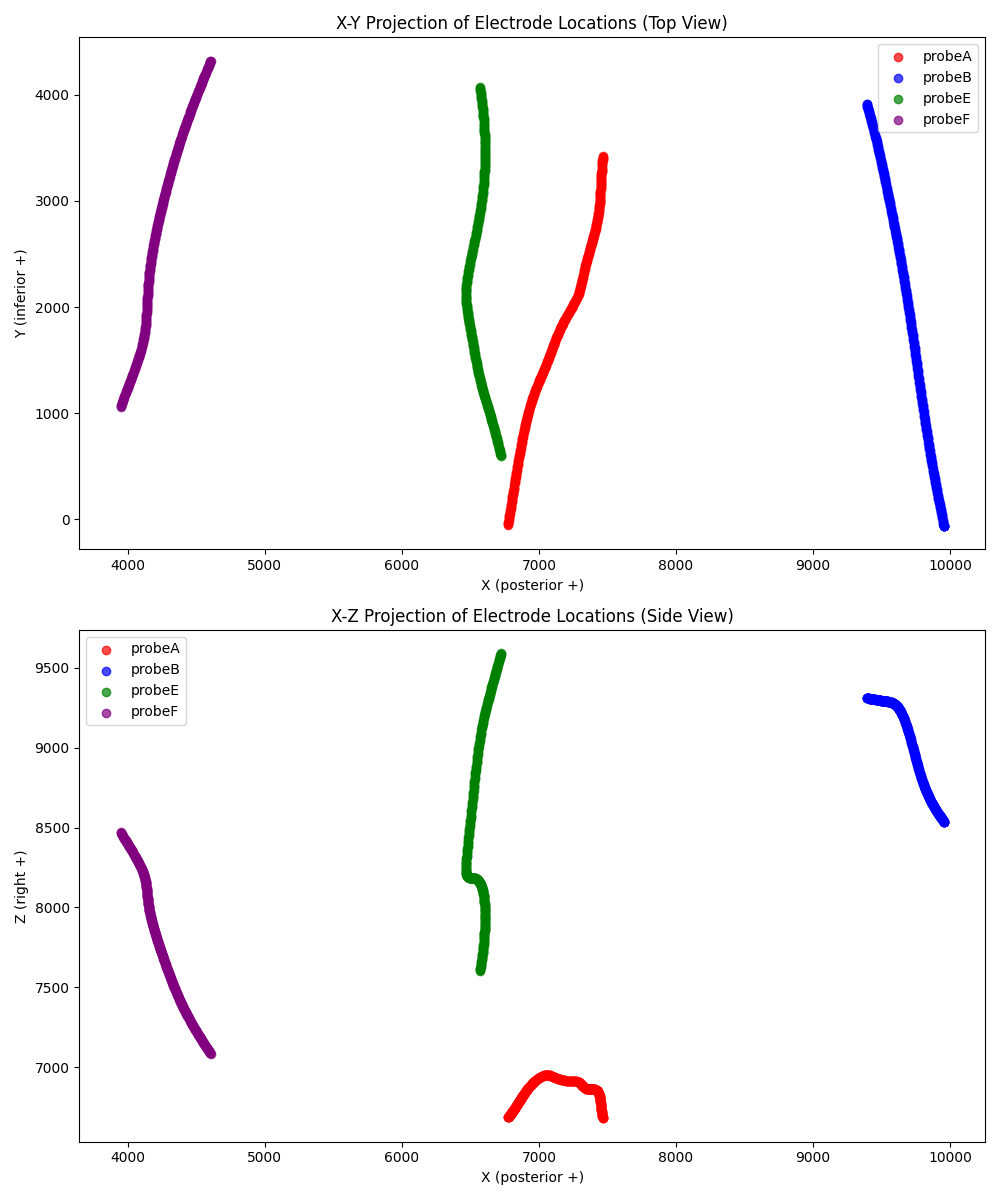 X-Y Projection of Electrode Locations (Top View)
probeA
probeB
probeE
probeF
4000
3000
2000
1000
0
Y (inferior +)
4000 5000 6000 7000 8000 9000 10000
X (posterior +)
X-Z Projection of Electrode Locations (Side View)
probeA
probeB
probeE
probeF
9500
9000
8500
8000
7500
7000
Z (right +)
4000 5000 6000 7000 8000 9000 10000
X (posterior +)